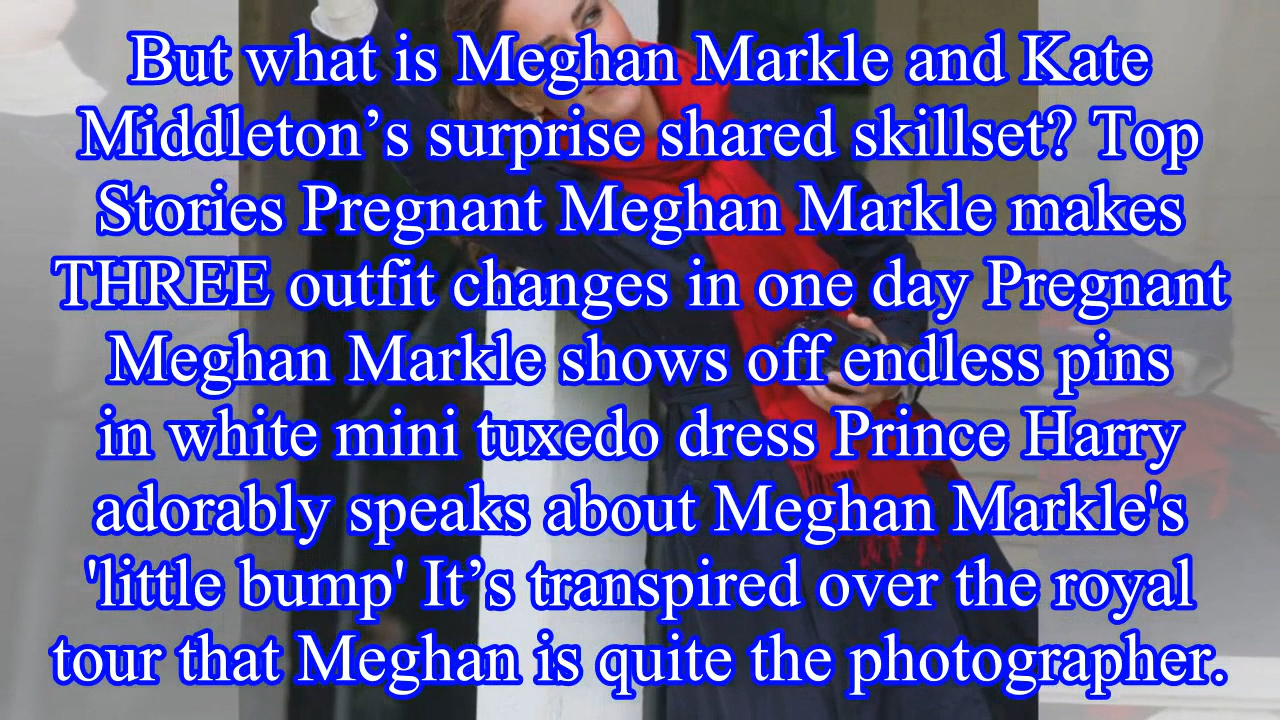 But what is Meghan Markle and Kate
Middleton’s surprise shared skillset? Top
Stories Pregnant Meghan Markle makes
THREE outfit changes in one day Pregnant
Meghan Markle shows off endless pins
in white mini tuxedo dress Prince Harry
adorably speaks about Meghan Markle's
'little bump' It’s transpired over the royal
tour that Meghan is quite the photographer.